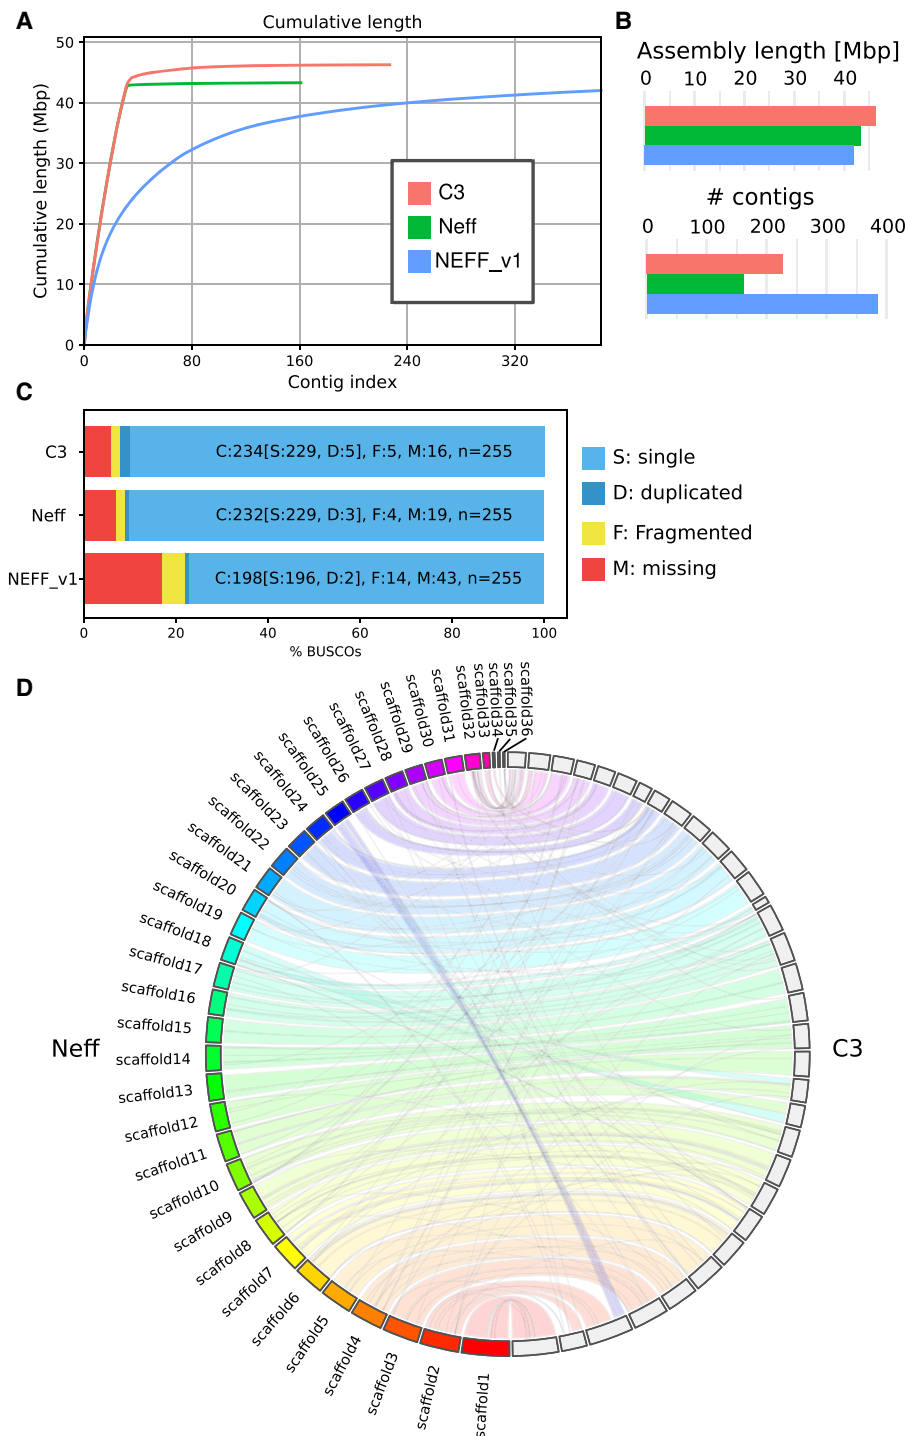 A
Cumulative length
Cumulative length (Mbp)
50
40
30
20
10
0
0 80 160 240 320
Contig index
C3
Neff
NEFF_v1
B
Assembly length [Mbp]
0 10 20 30 40
# contigs
0 100 200 300 400
C
C3
C:234[S:229, D:5], F:5, M:16, n=255
Neff
C:232[S:229, D:3], F:4, M:19, n=255
NEFF_v1
C:198[S:196, D:2], F:14, M:43, n=255
0 20 40 60 80 100
% BUSCOs
S: single
D: duplicated
F: Fragmented
M: missing
D
scaffold36
scaffold35
scaffold34
scaffold33
scaffold32
scaffold31
scaffold30
scaffold29
scaffold28
scaffold27
scaffold26
scaffold25
scaffold24
scaffold23
scaffold22
scaffold21
scaffold20
scaffold19
scaffold18
scaffold17
scaffold16
scaffold15
scaffold14
scaffold13
scaffold12
scaffold11
scaffold10
scaffold9
scaffold8
scaffold7
scaffold6
scaffold5
scaffold4
scaffold3
scaffold2
scaffold1
Neff
C3